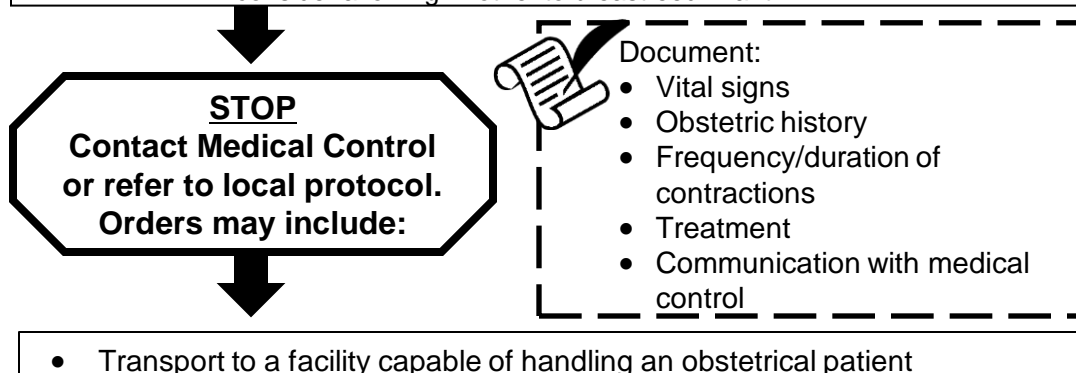 STOP
Contact Medical Control
or refer to local protocol.
Orders may include:
Document:
• Vital signs
• Obstetric history
• Frequency/duration of
contractions
• Treatment
• Communication with medical
control
• Transport to a facility capable of handling an obstetrical patient